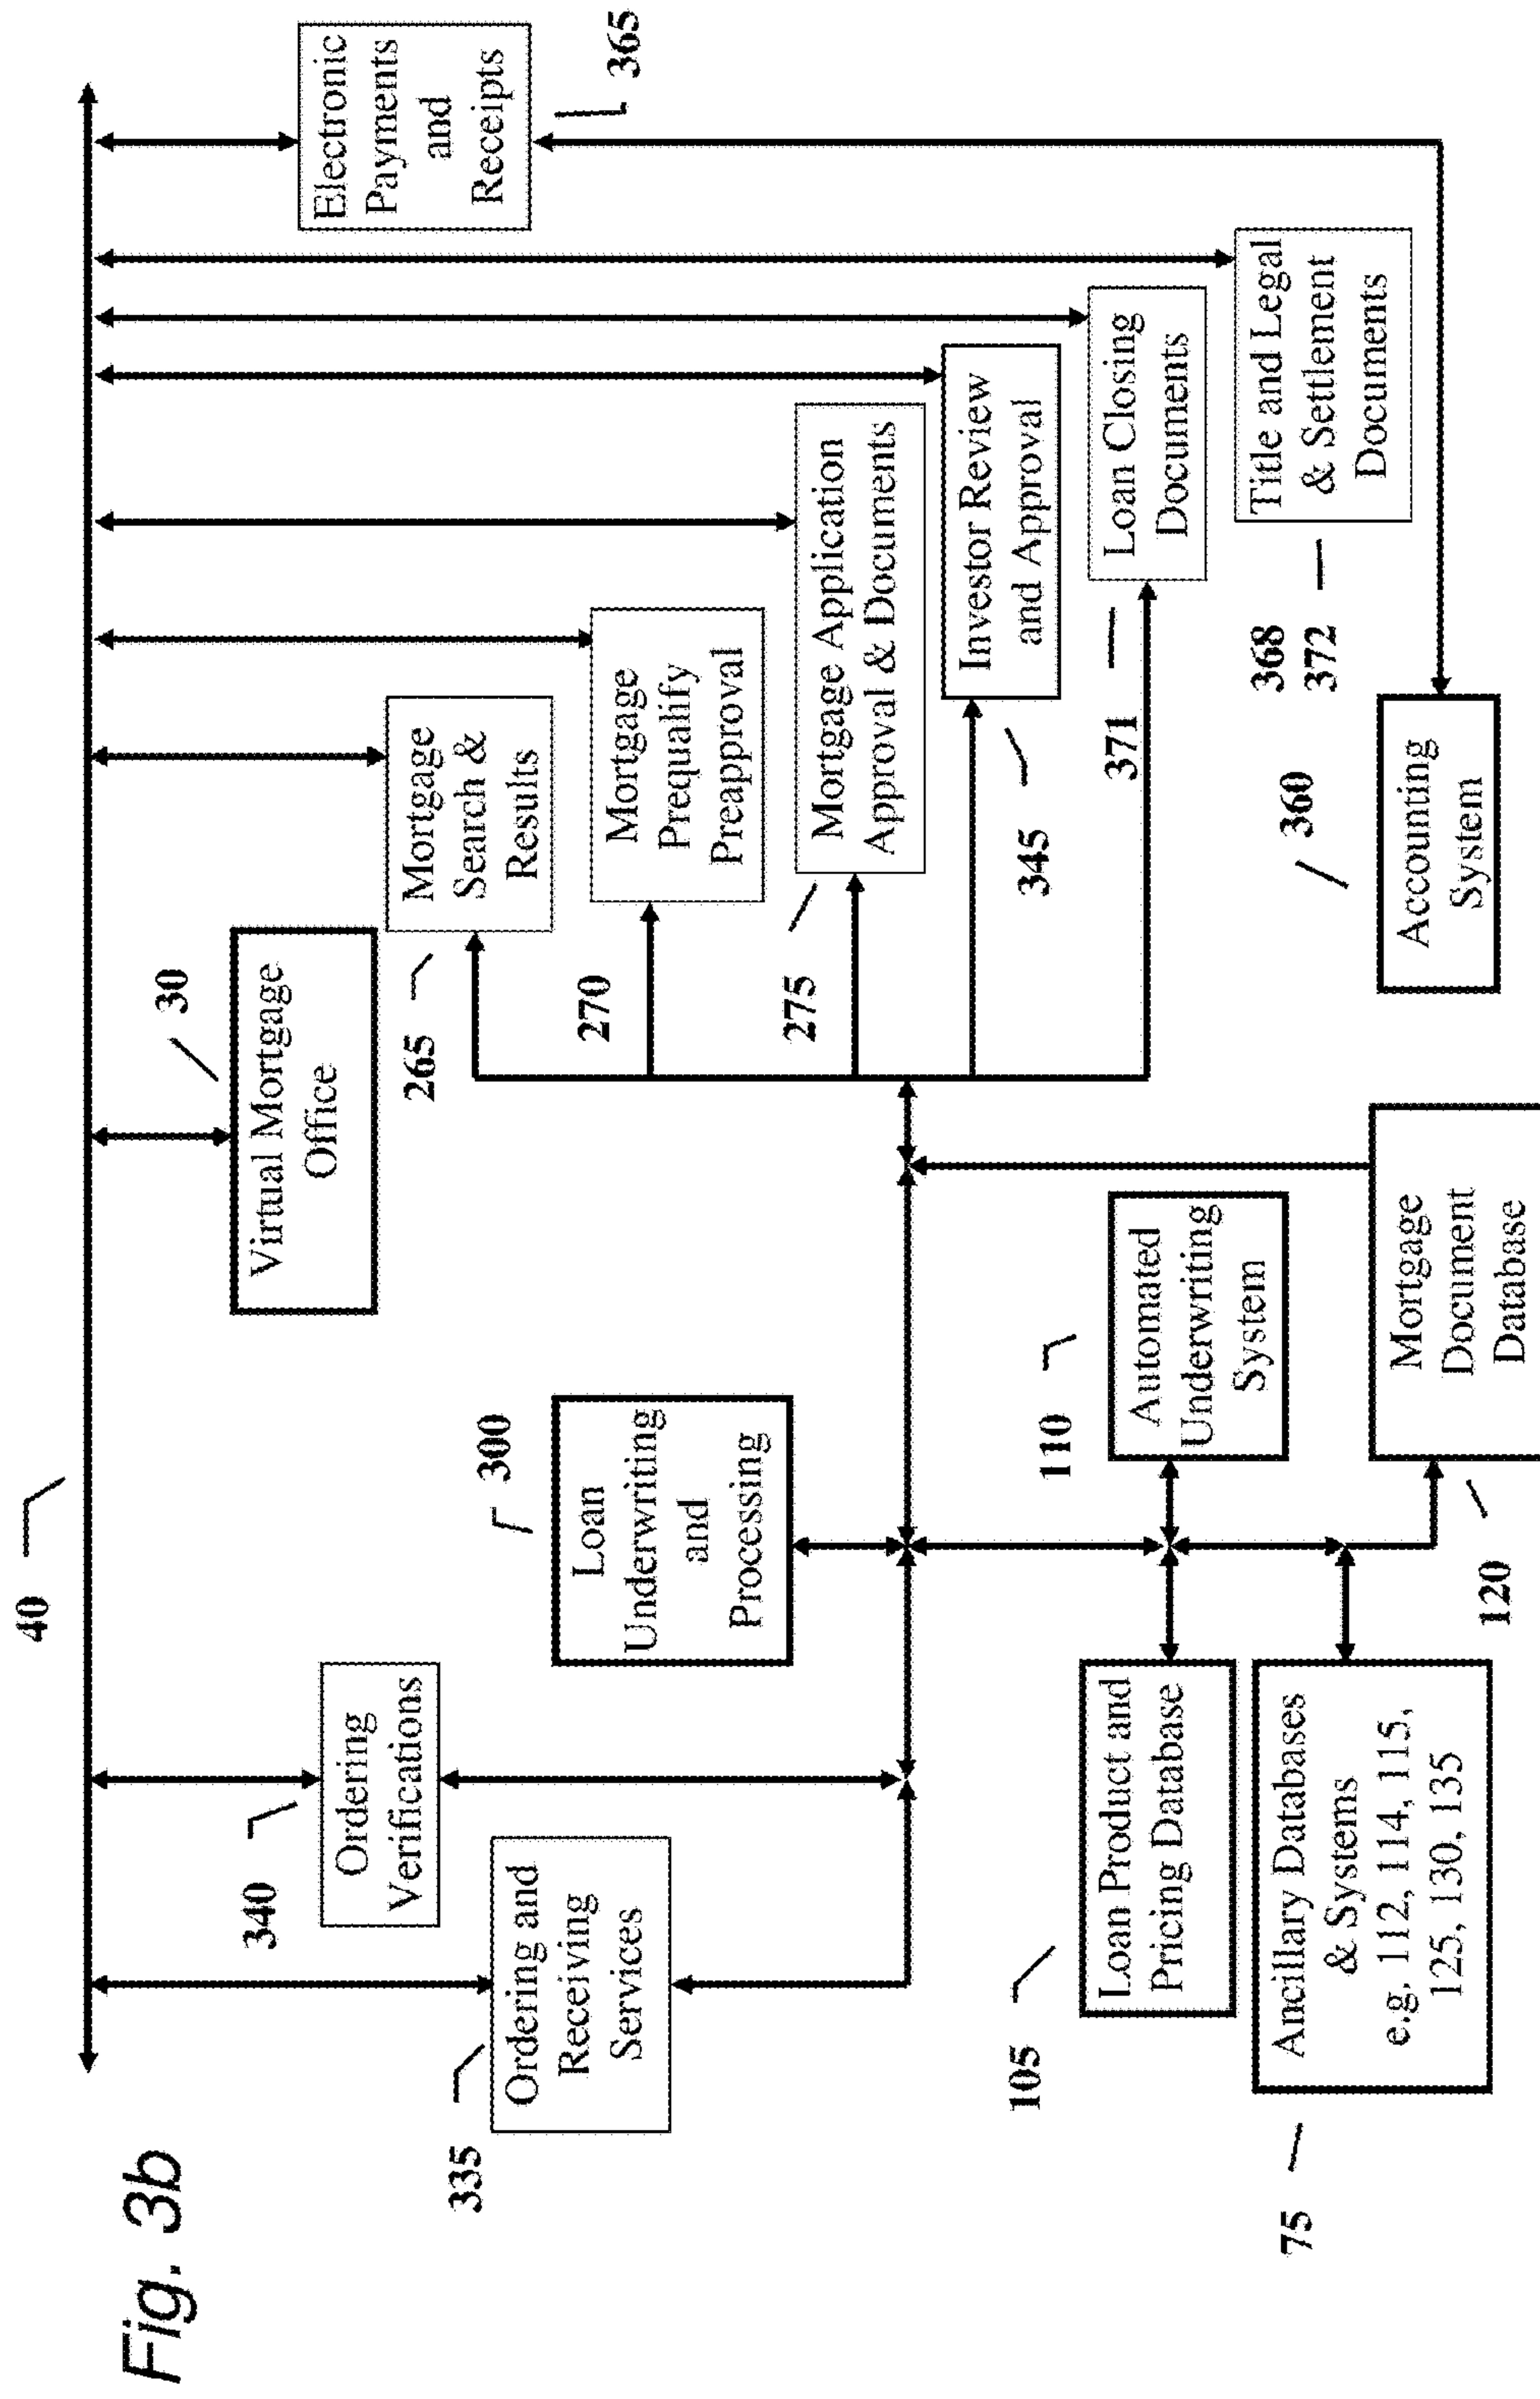 Fig. 3b
40
30
Virtual Mortgage
Office
340
Ordering
Verifications
335
Ordering and
Receiving
Services
300
Loan
Underwriting
and
Processing
265
Mortgage
Search &
Results
270
Mortgage
Prequalify
Preapproval
275
Mortgage Application
Approval & Documents
345
Investor Review
and Approval
371
Loan Closing
Documents
368
372
Title and Legal
& Settlement
Documents
Electronic
Payments
and
Receipts
365
360
Accounting
System
105
Loan Product and
Pricing Database
110
Automated
Underwriting
System
75
Ancillary Databases
& Systems
e.g, 112, 114, 115,
125, 130, 135
120
Mortgage
Document
Database